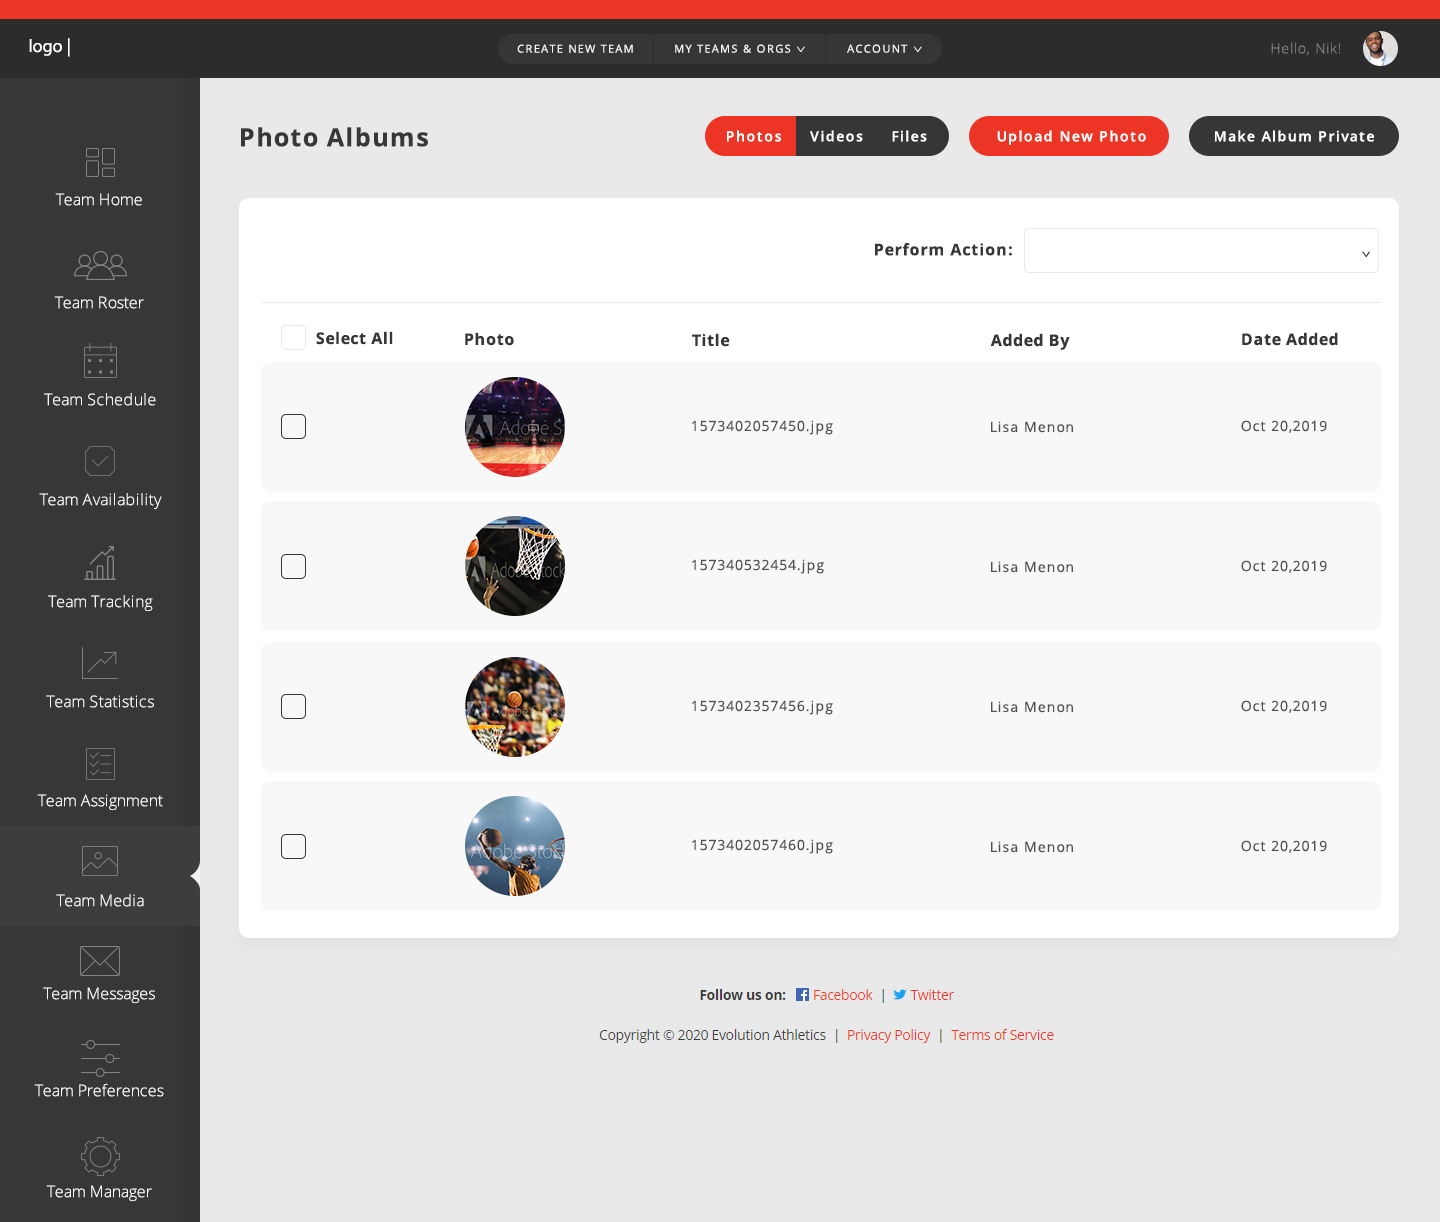 logo |
CREATE NEW TEAM
MY TEAMS & ORGS
ACCOUNT
Hello, Nik!
Team Home
Team Roster
Team Schedule
Team Availability
Team Tracking
Team Statistics
Team Assignment
Team Media
Team Messages
Team Preferences
Team Manager
Photo Albums
Photos
Videos
Files
Upload New Photo
Make Album Private
Perform Action:
Select All
Photo
Title
Added By
Date Added
Adobe St
1573402057450.jpg
Lisa Menon
Oct 20,2019
Adobe Stock
157340532454.jpg
Lisa Menon
Oct 20,2019
Adobe Stock
1573402357456.jpg
Lisa Menon
Oct 20,2019
Adobe Stock
1573402057460.jpg
Lisa Menon
Oct 20,2019
Follow us on: Facebook | Twitter
Copyright © 2020 Evolution Athletics | Privacy Policy | Terms of Service